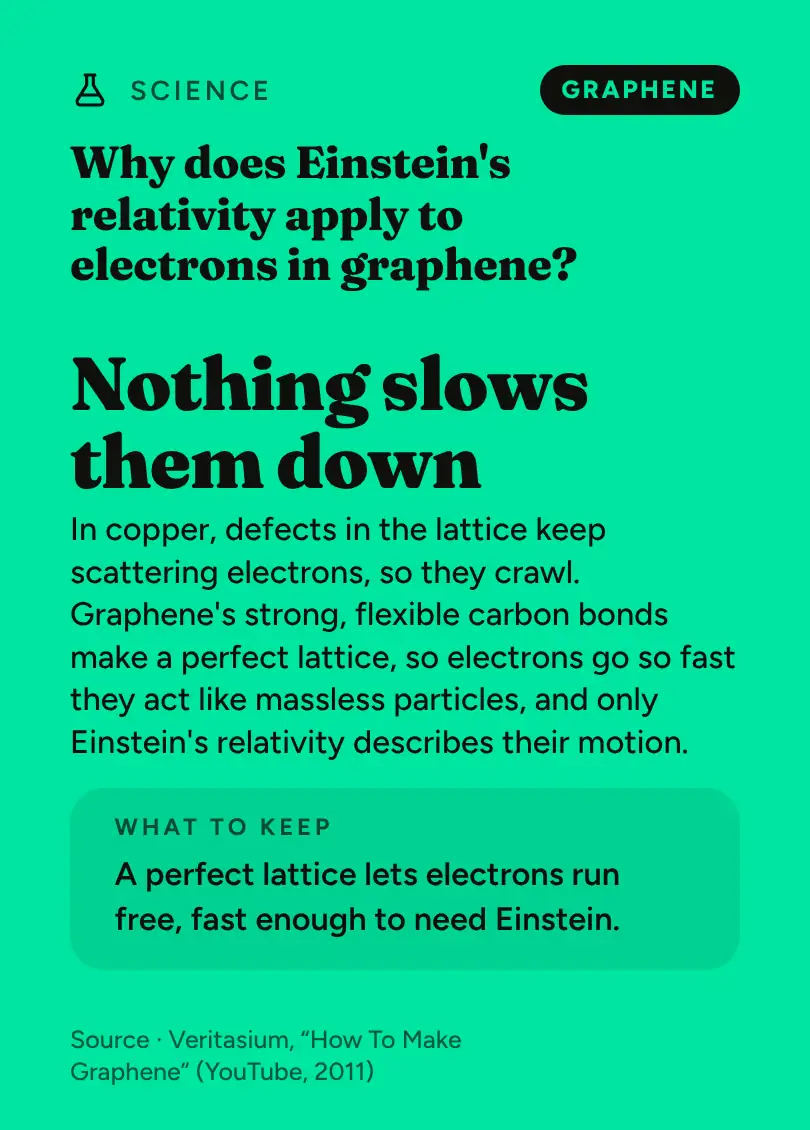 SCIENCE
GRAPHENE
Why does Einstein's
relativity apply to
electrons in graphene?
Nothing slows
them down
In copper, defects in the lattice keep
scattering electrons, so they crawl.
Graphene's strong, flexible carbon bonds
make a perfect lattice, so electrons go so fast
they act like massless particles, and only
Einstein's relativity describes their motion.
WHAT TO KEEP
A perfect lattice lets electrons run
free, fast enough to need Einstein.
Source · Veritasium, “How To Make
Graphene” (YouTube, 2011)